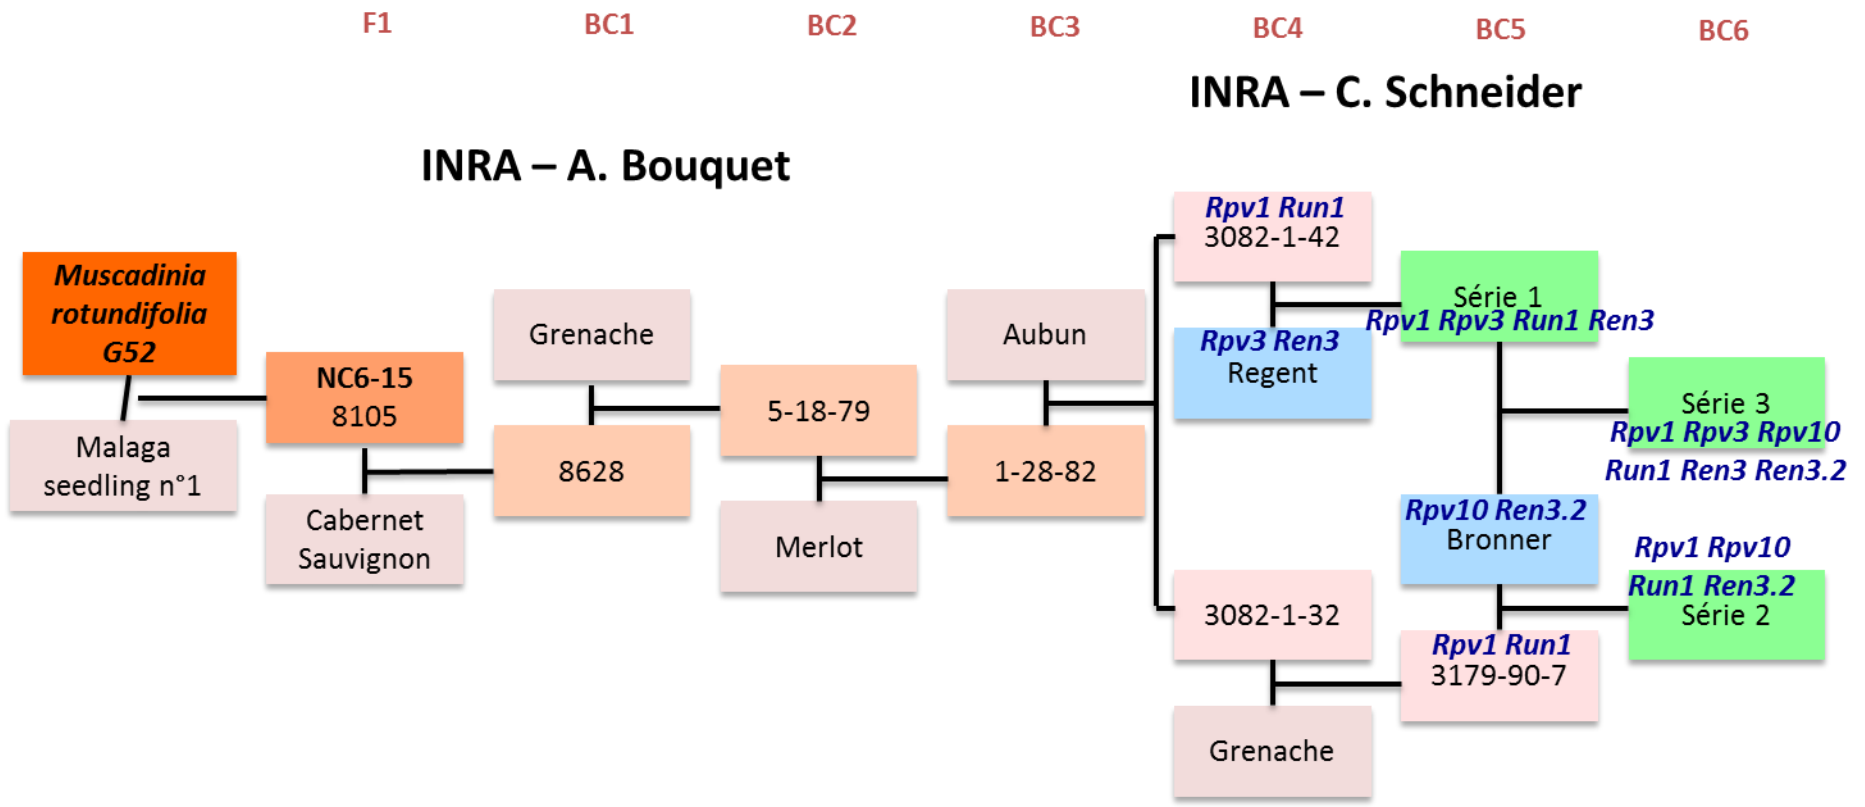 F1 BC1 BC2 BC3 BC4 BC5 BC6
INRA – C. Schneider
INRA – A. Bouquet
Muscadinia
rotundifolia
G52
Malaga
seedling n°1
NC6-15
8105
Cabernet
Sauvignon
Grenache
8628
5-18-79
Merlot
Aubun
1-28-82
Rpv1 Run1
3082-1-42
Rpv3 Ren3
Regent
3082-1-32
Grenache
Série 1
Rpv1 Rpv3 Run1 Ren3
Rpv10 Ren3.2
Bronner
Rpv1 Run1
3179-90-7
Série 3
Rpv1 Rpv3 Rpv10
Run1 Ren3 Ren3.2
Rpv1 Rpv10
Run1 Ren3.2
Série 2